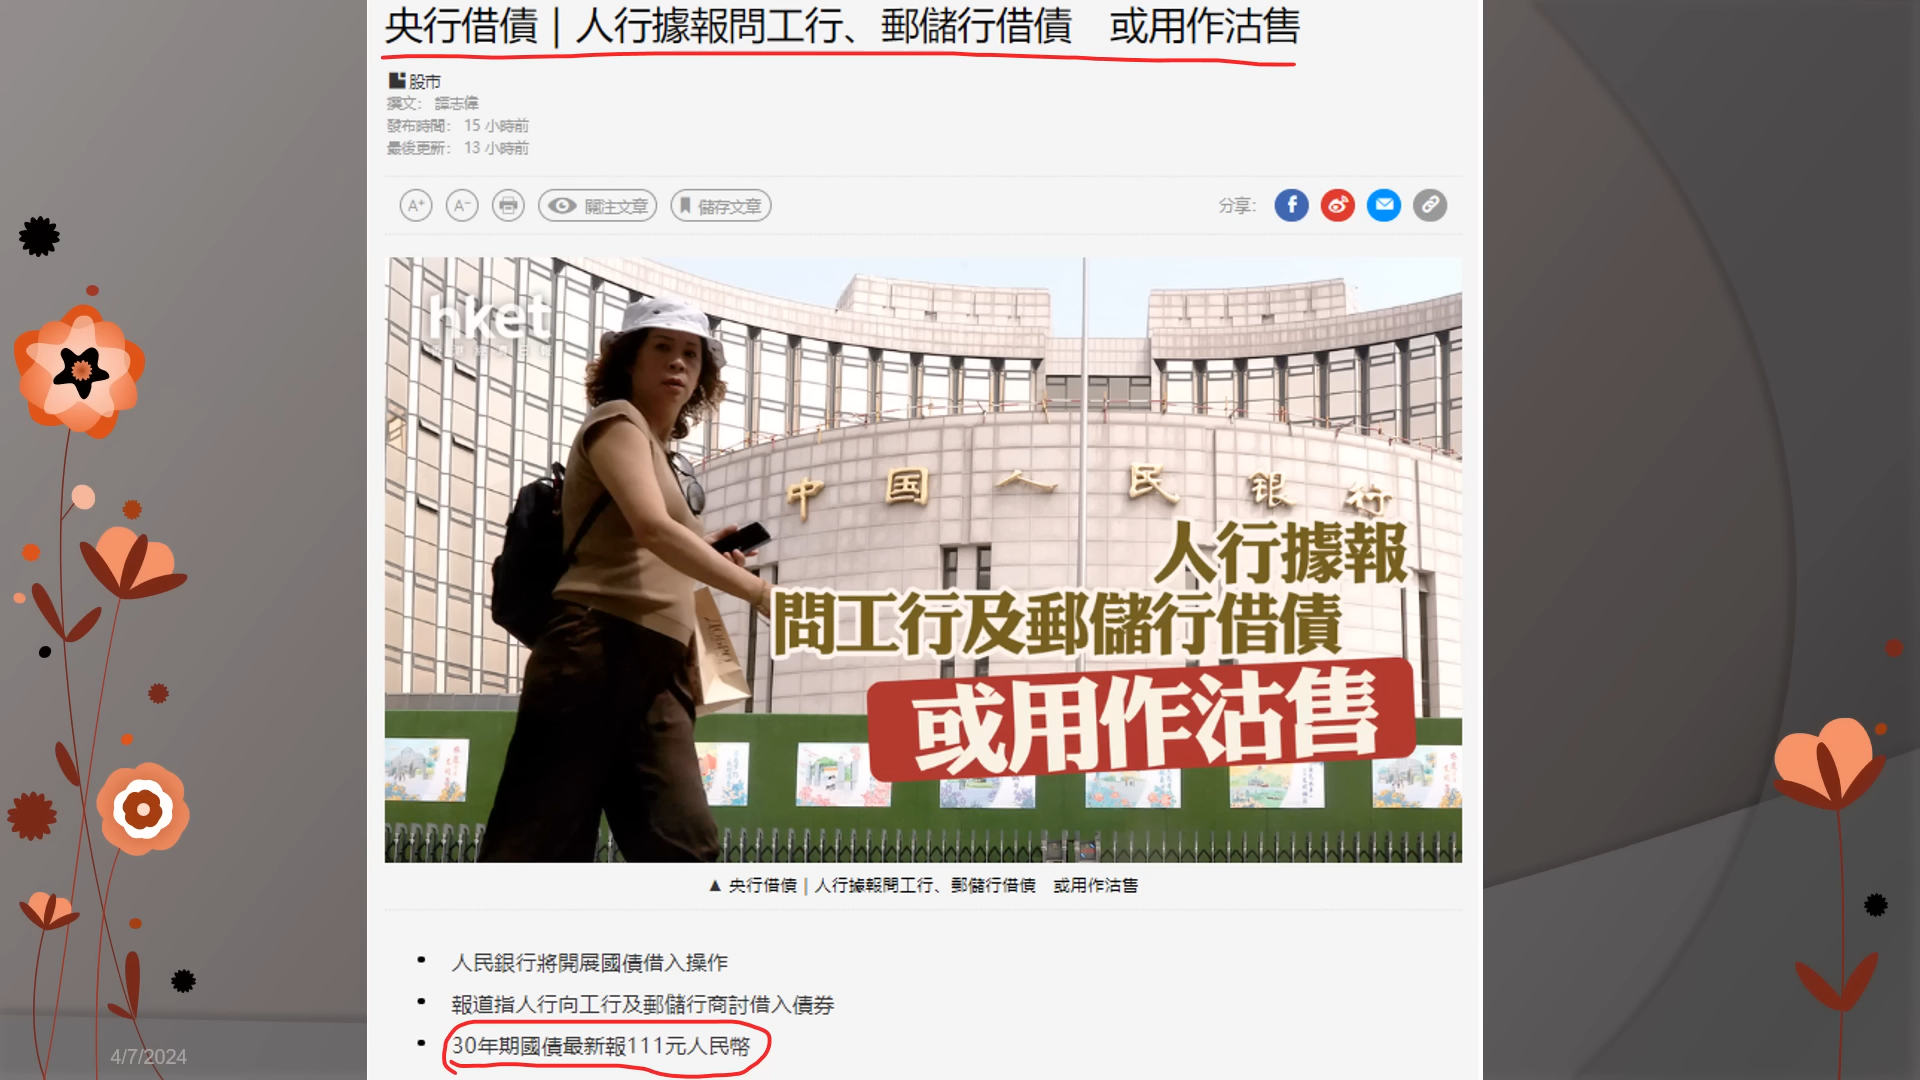 央行借債｜人行據報問工行、郵儲行借債　或用作沽售
股市
撰文： 譚志偉
發布時間： 15 小時前
最後更新： 13 小時前
A+ A- 關注文章 儲存文章 分享:
hket
中国人民银行
人行據報
問工行及郵儲行借債
或用作沽售
▲ 央行借債｜人行據報問工行、郵儲行借債　或用作沽售
• 人民銀行將開展國債借入操作
• 報道指人行向工行及郵儲行商討借入債券
• 30年期國債最新報111元人民幣
4/7/2024